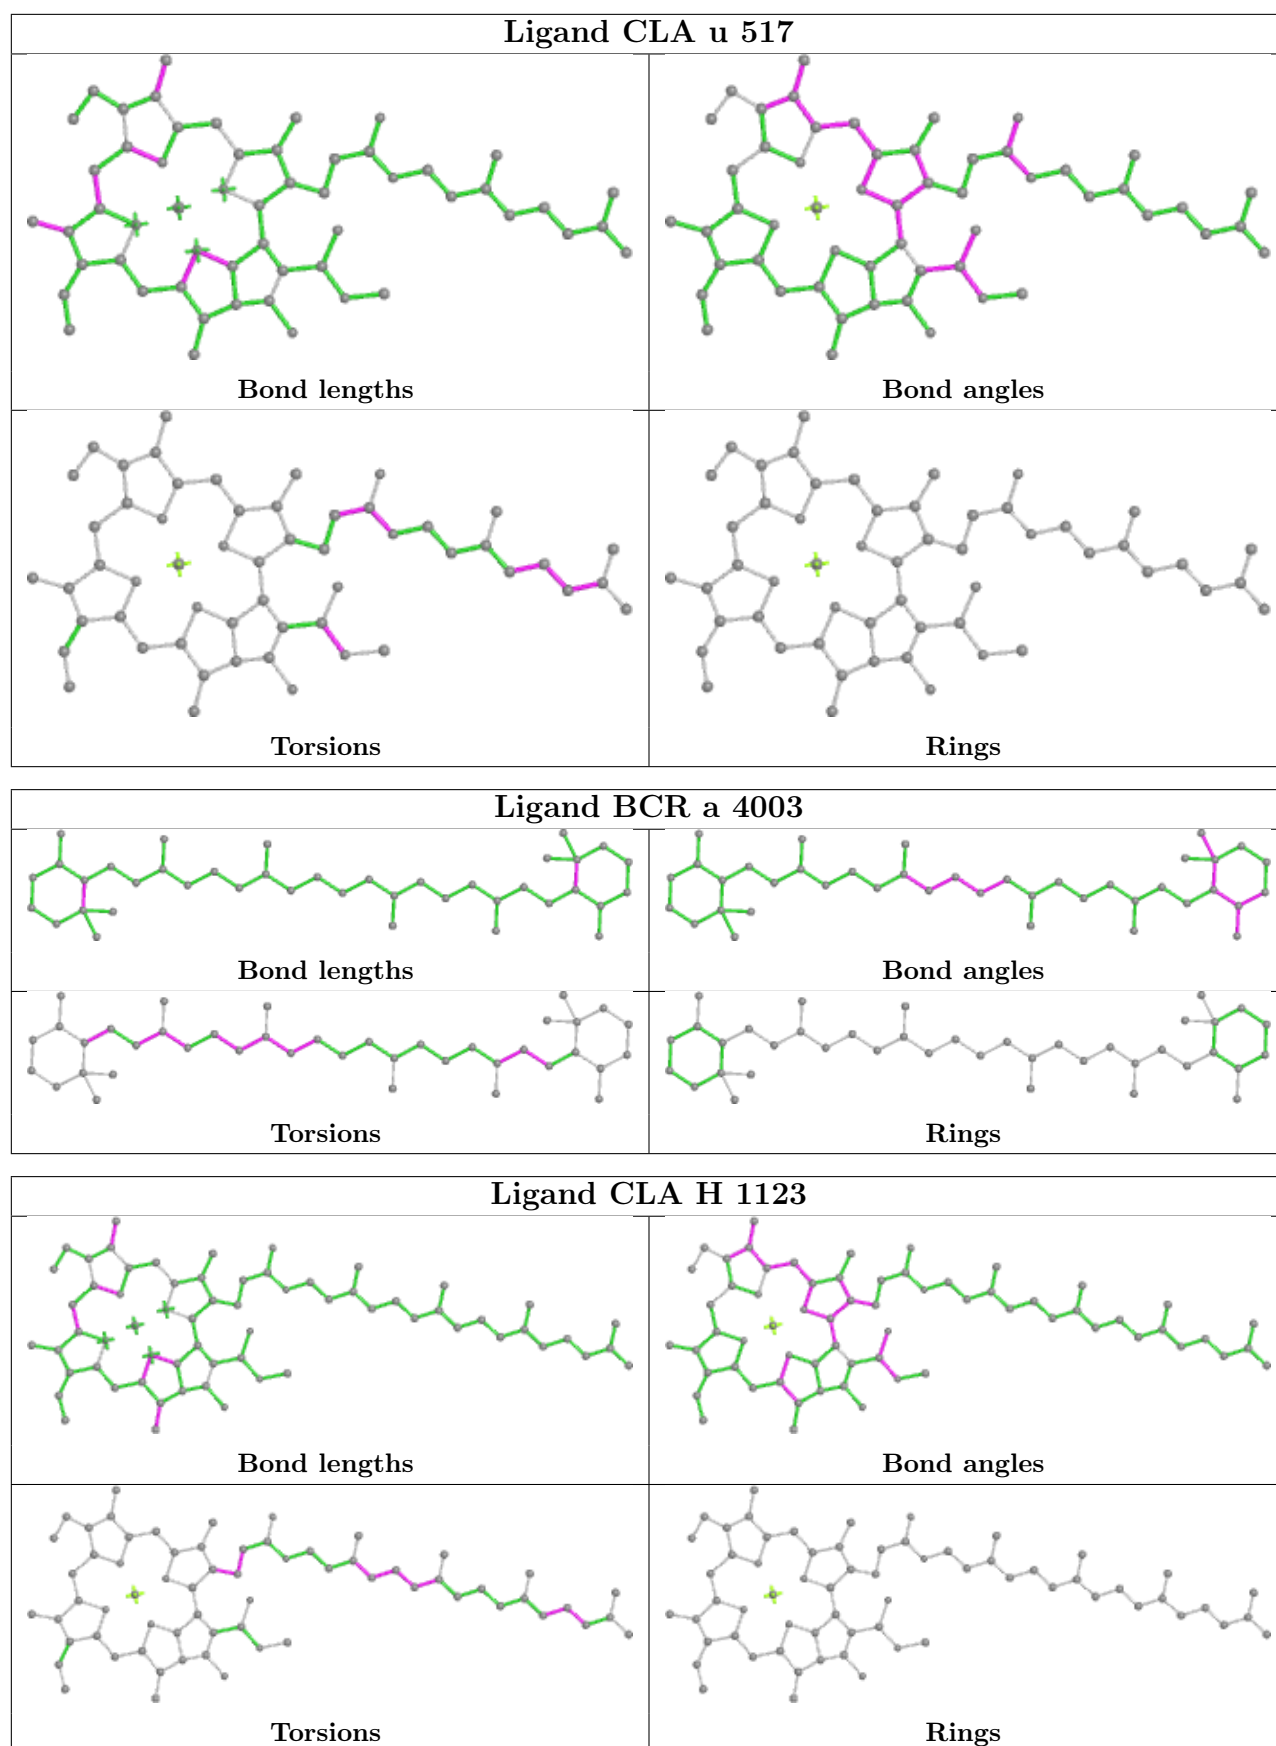 Ligand CLA u 517
Bond lengths
Bond angles
Torsions
Rings
Ligand BCR a 4003
Bond lengths
Bond angles
Torsions
Rings
Ligand CLA H 1123
Bond lengths
Bond angles
Torsions
Rings